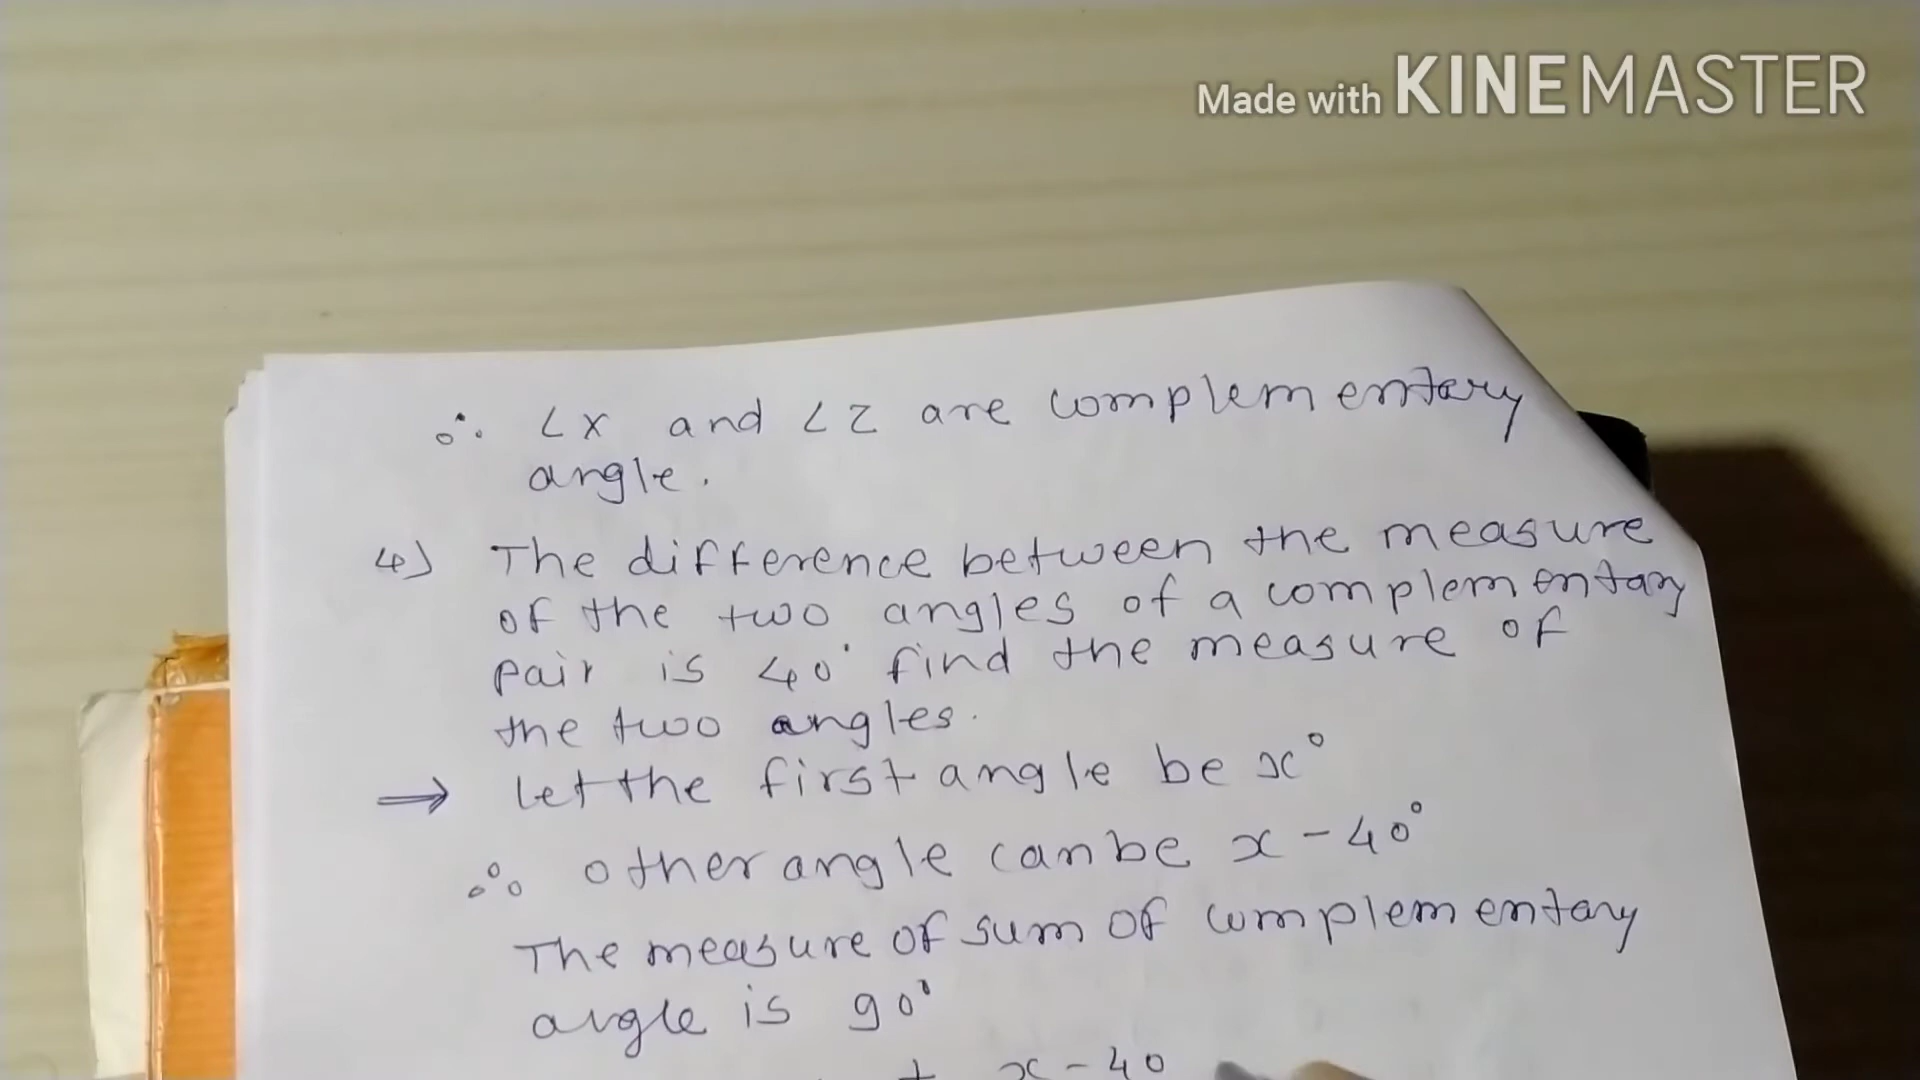 Made with KINEMASTER
∴ ∠X and ∠Z are complementary
angle.
4) The difference between the measure
of the two angles of a complementary
pair is 40° find the measure of
the two angles.
⇒ Let the first angle be x°
∴ other angle can be x - 40°
The measure of sum of complementary
angle is 90°
+ x - 40